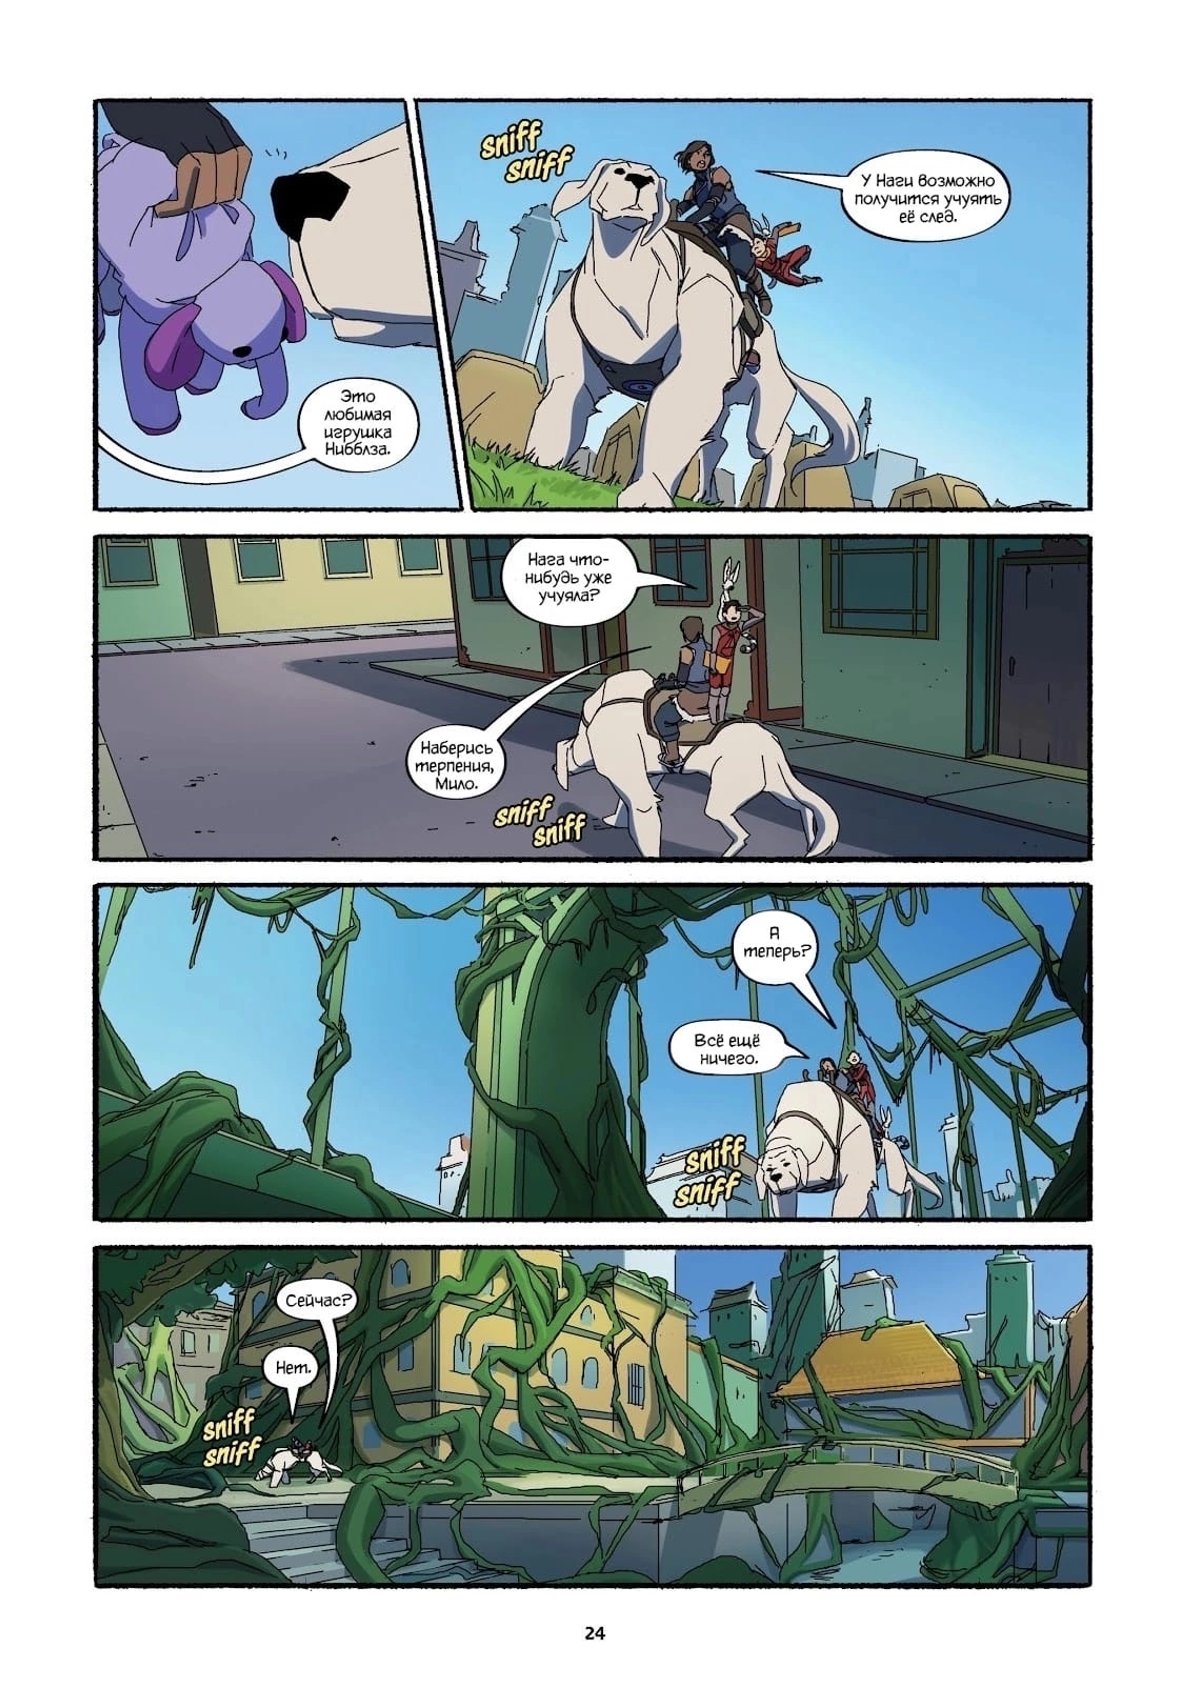 Это
любимая
игрушка
Нибблза.
sniff
sniff
У Наги возможно
получится учуять
её след.
Нага что-
нибудь уже
учуяла?
Наберись
терпения,
Мило.
sniff
sniff
А
теперь?
Всё ещё
ничего.
sniff
sniff
Сейчас?
Нет.
sniff
sniff
24